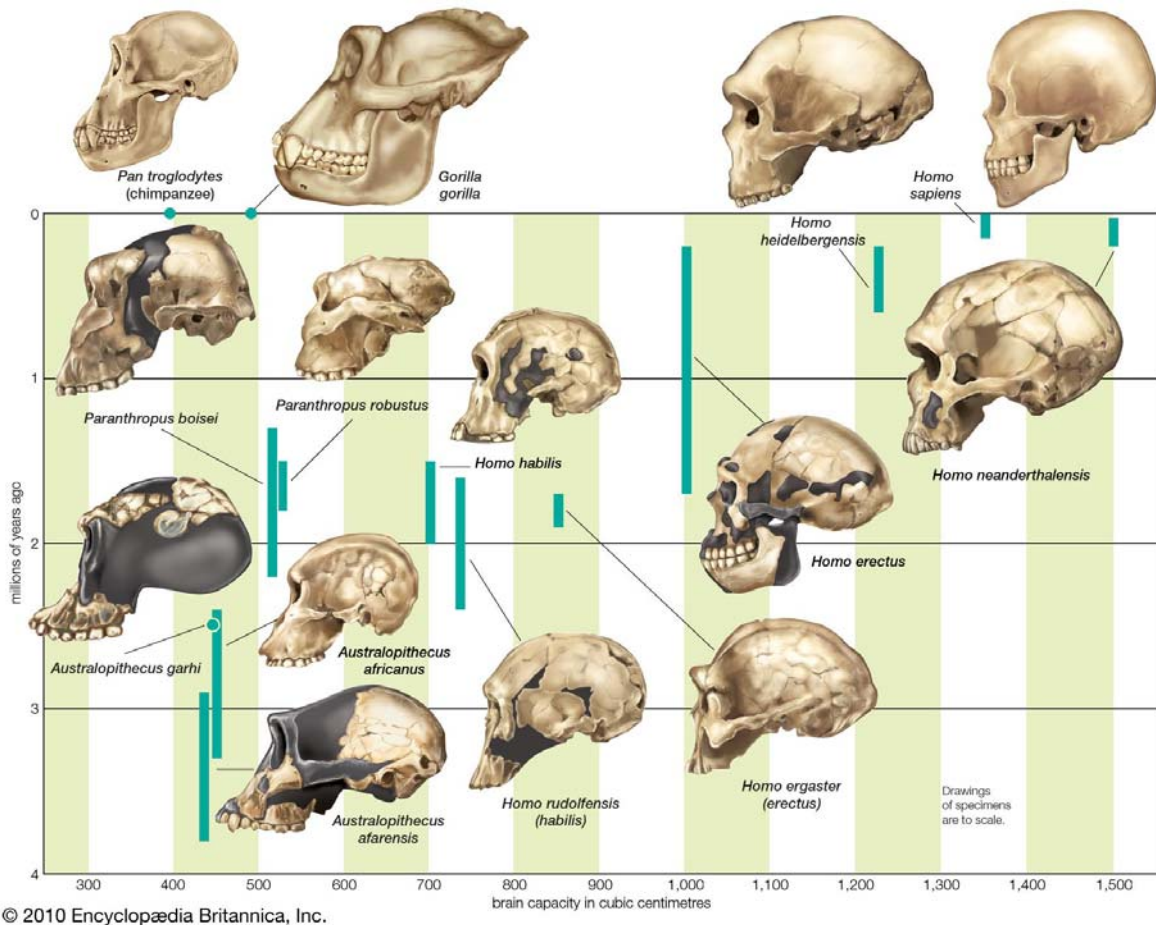 Pan troglodytes
(chimpanzee)
Gorilla
gorilla
Homo
sapiens
Homo
heidelbergensis
0
1
2
3
4
millions of years ago
Paranthropus boisei
Paranthropus robustus
Homo habilis
Homo neanderthalensis
Homo erectus
Australopithecus garhi
Australopithecus
africanus
Australopithecus
afarensis
Homo rudolfensis
(habilis)
Homo ergaster
(erectus)
Drawings
of specimens
are to scale.
300 400 500 600 700 800 900 1,000 1,100 1,200 1,300 1,400 1,500
brain capacity in cubic centimetres
© 2010 Encyclopædia Britannica, Inc.